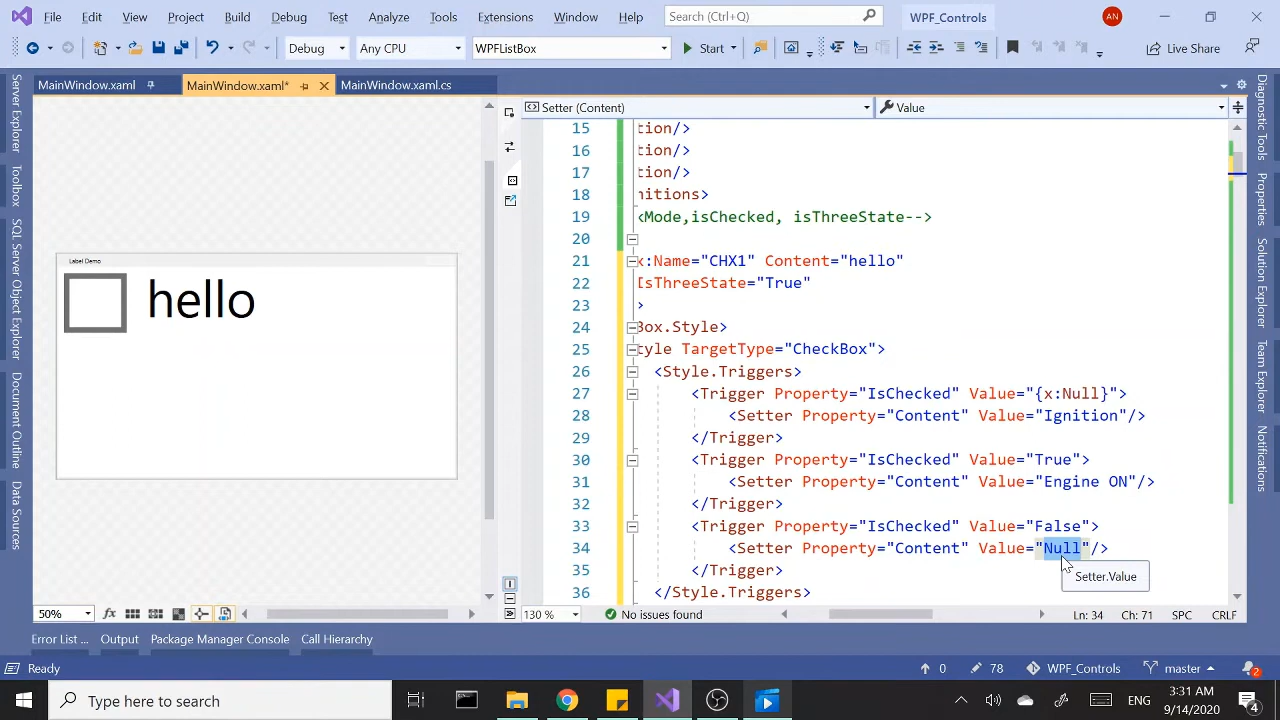 File Edit View Project Build Debug Test Analyze Tools Extensions Window Help Search (Ctrl+Q) WPF_Controls AN
Debug Any CPU WPFListBox Start Live Share
MainWindow.xaml MainWindow.xaml* MainWindow.xaml.cs
Setter (Content) Value
Server Explorer
Toolbox
SQL Server Object Explorer
Document Outline
Data Sources
Label Demo
hello
15 tion/>
16 tion/>
17 tion/>
18 nitions>
19 <Mode,isChecked, isThreeState-->
20
21 x:Name="CHX1" Content="hello"
22 IsThreeState="True"
23 >
24 Box.Style>
25 tyle TargetType="CheckBox">
26 <Style.Triggers>
27 <Trigger Property="IsChecked" Value="{x:Null}">
28 <Setter Property="Content" Value="Ignition"/>
29 </Trigger>
30 <Trigger Property="IsChecked" Value="True">
31 <Setter Property="Content" Value="Engine ON"/>
32 </Trigger>
33 <Trigger Property="IsChecked" Value="False">
34 <Setter Property="Content" Value="Null"/>
35 </Trigger>
36 </Style.Triggers>
Setter.Value
Diagnostic Tools
Properties
Solution Explorer
Team Explorer
Notifications
50% fx 130 % No issues found Ln: 34 Ch: 71 SPC CRLF
Error List ... Output Package Manager Console Call Hierarchy
Ready 0 78 WPF_Controls master 2
Type here to search ENG :31 AM
9/14/2020 4